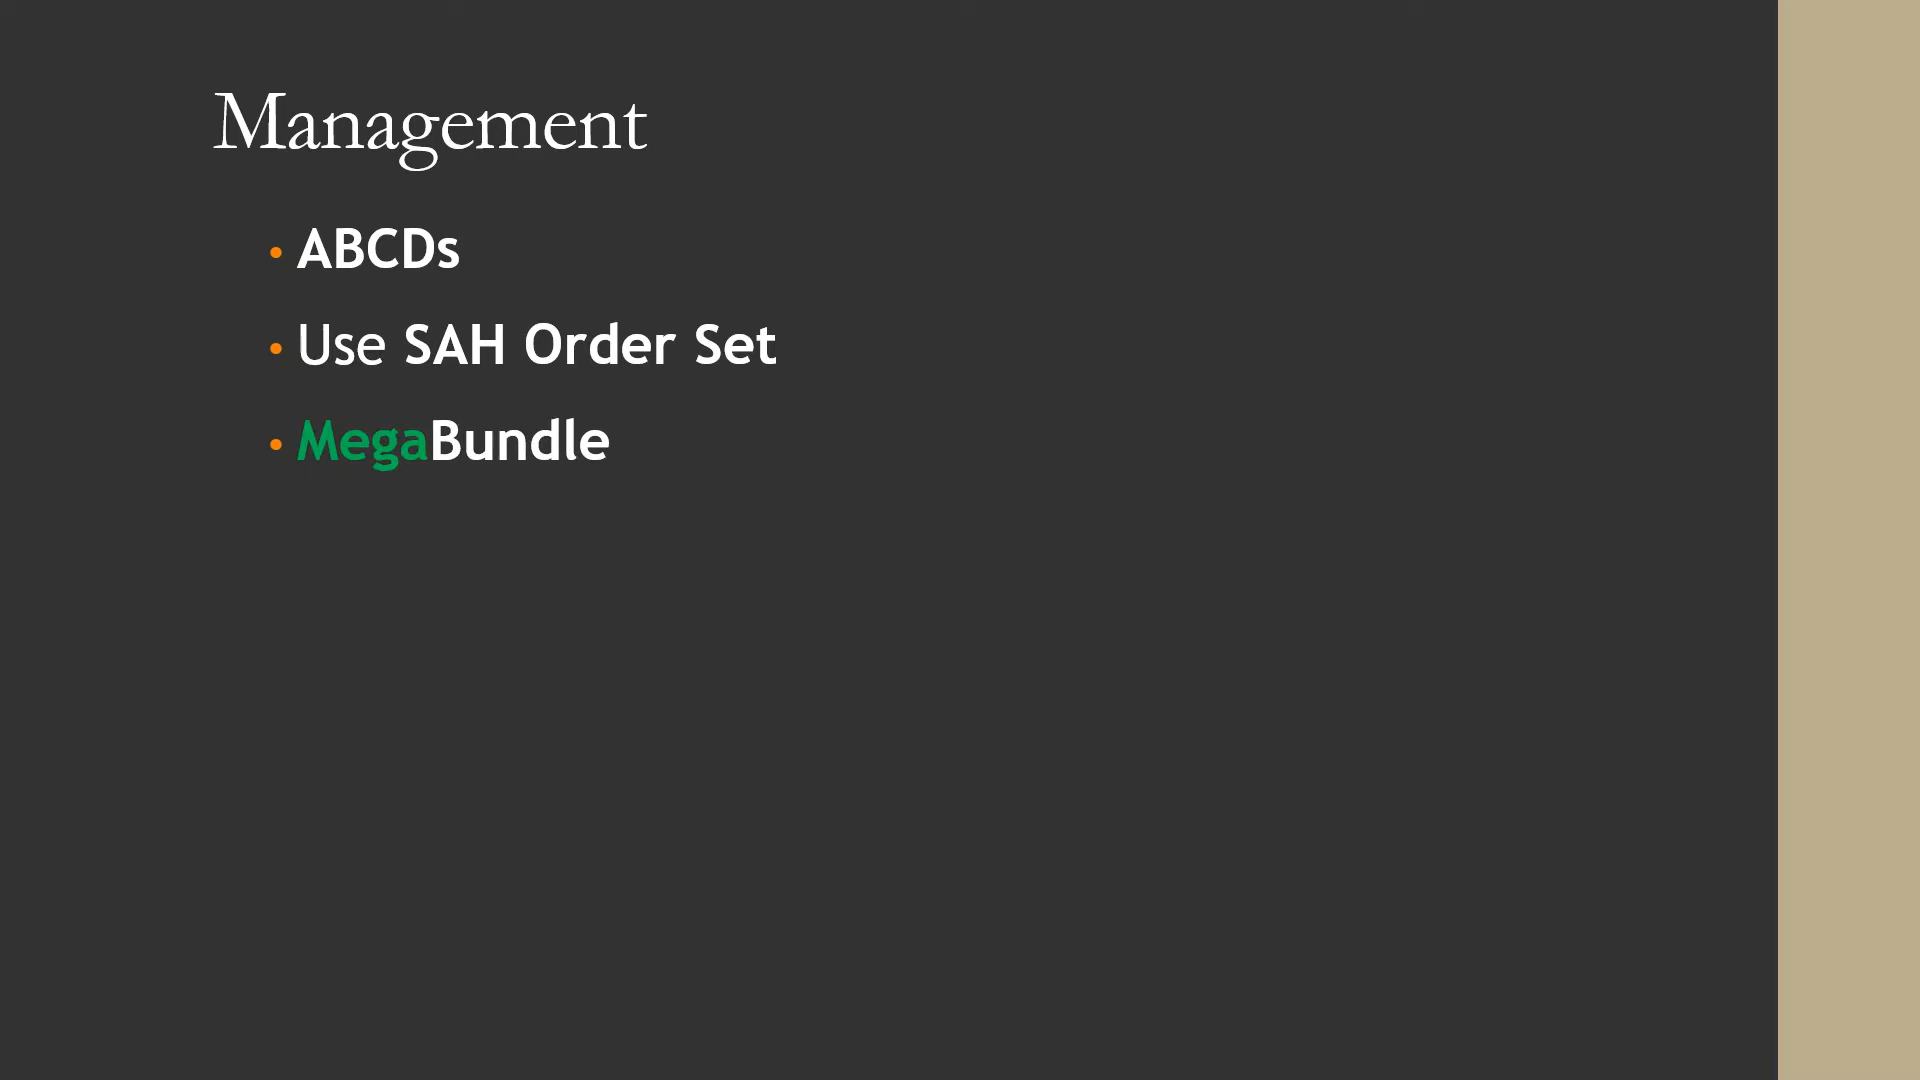 Management
• ABCDs
• Use SAH Order Set
• MegaBundle